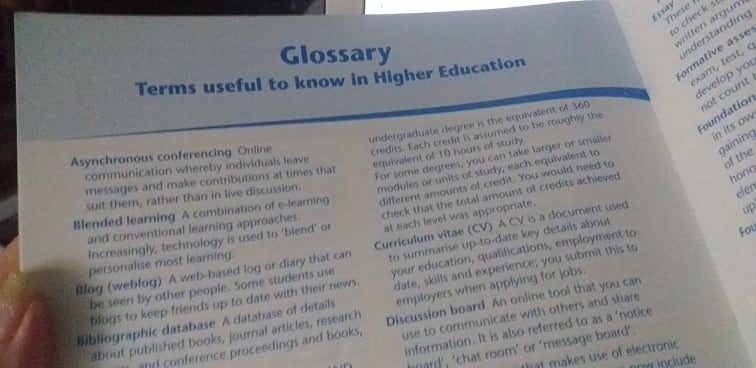 Glossary
Terms useful to know in Higher Education
Asynchronous conferencing Online
communication whereby individuals leave
messages and make contributions at times that
suit them, rather than in live discussion.
Blended learning A combination of e-learning
and conventional learning approaches.
Increasingly, technology is used to 'blend' or
personalise most learning.
Blog (weblog) A web-based log or diary that can
be seen by other people. Some students use
blogs to keep friends up to date with their news.
Bibliographic database A database of details
about published books, journal articles, research
and conference proceedings and books,
undergraduate degree is the equivalent of 360
credits. Each credit is assumed to be roughly the
equivalent of 10 hours of study.
For some degrees, you can take larger or smaller
modules or units of study, each equivalent to
different amounts of credit. You would need to
check that the total amount of credits achieved
at each level was appropriate.
Curriculum vitae (CV) A CV is a document used
to summarise up-to-date key details about
your education, qualifications, employment to
date, skills and experience; you submit this to
employers when applying for jobs.
Discussion board An online tool that you can
use to communicate with others and share
information. It is also referred to as a 'notice
board', 'chat room' or 'message board'.
that makes use of electronic
now include
Essay
These
to check
written
understanding
Formative
exam, test,
develop you
not count
Foundation
in its own
gaining
of the